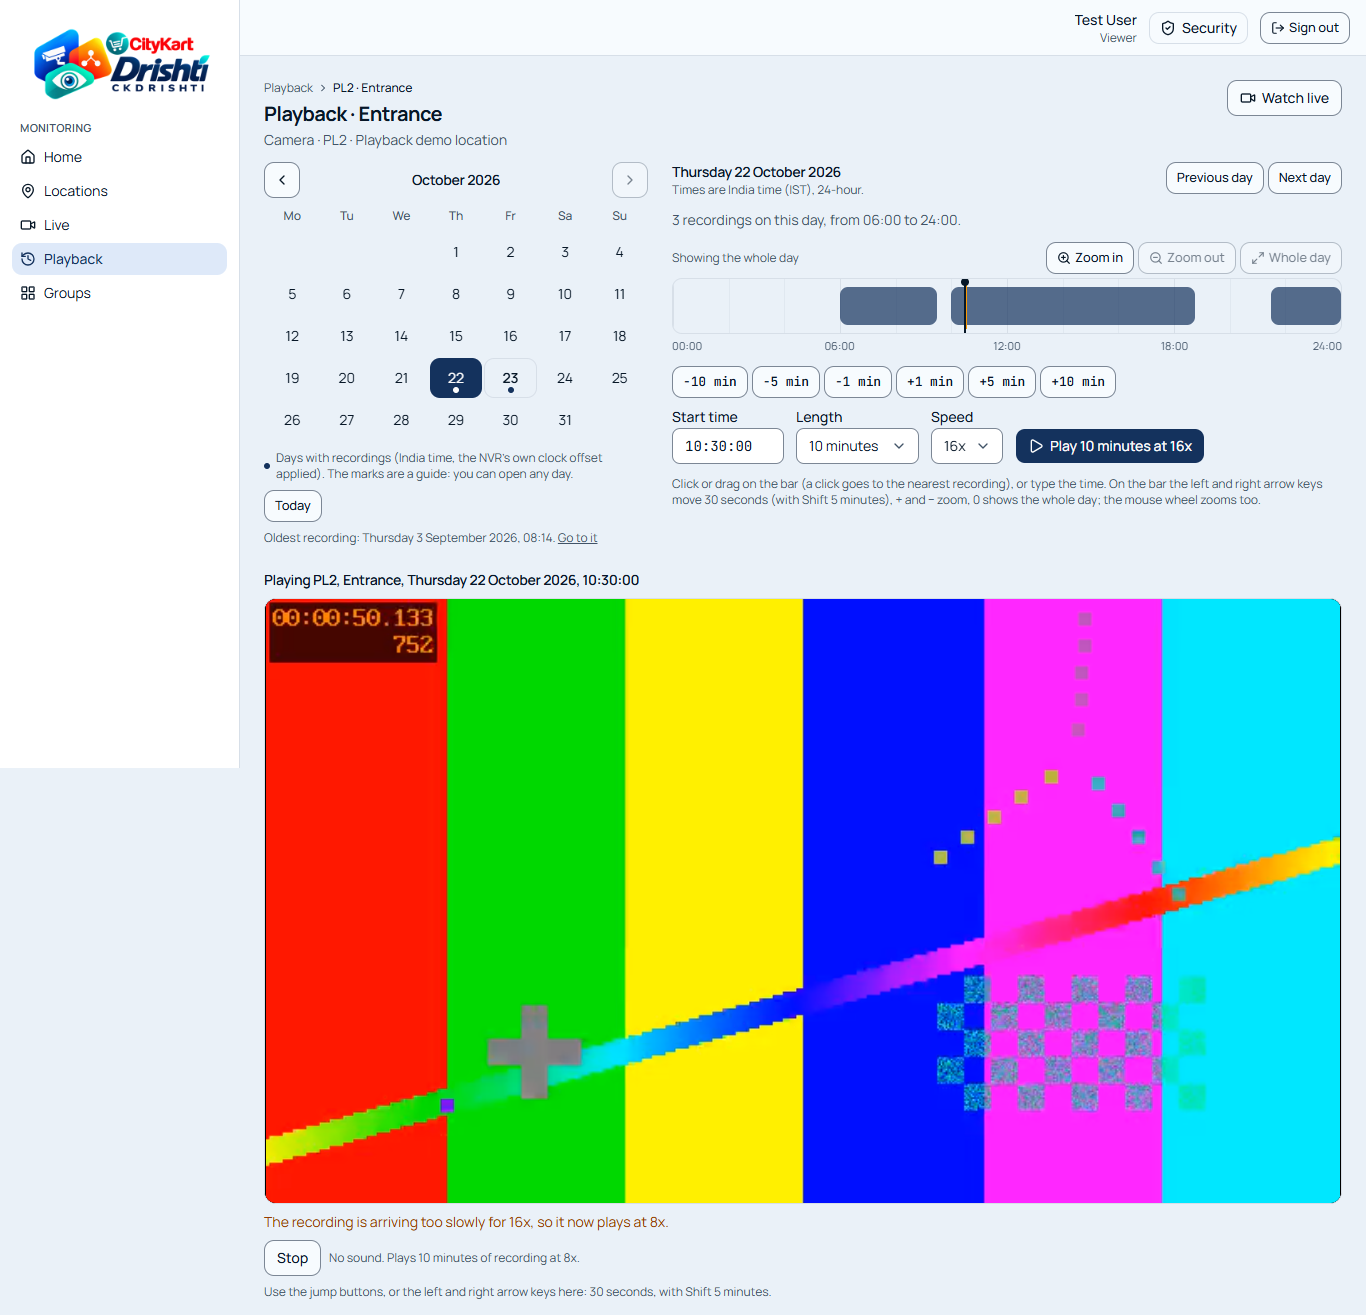 CityKart
Drishti
CKDRISHTI
MONITORING
Home
Locations
Live
Playback
Groups
Test User
Viewer
Security
Sign out
Playback > PL2 · Entrance
Playback · Entrance
Camera · PL2 · Playback demo location
Watch live
October 2026
Mo Tu We Th Fr Sa Su
1 2 3 4
5 6 7 8 9 10 11
12 13 14 15 16 17 18
19 20 21 22 23 24 25
26 27 28 29 30 31
Days with recordings (India time, the NVR's own clock offset
applied). The marks are a guide: you can open any day.
Today
Oldest recording: Thursday 3 September 2026, 08:14. Go to it
Thursday 22 October 2026
Times are India time (IST), 24-hour.
Previous day
Next day
3 recordings on this day, from 06:00 to 24:00.
Showing the whole day
Zoom in
Zoom out
Whole day
00:00 06:00 12:00 18:00 24:00
-10 min -5 min -1 min +1 min +5 min +10 min
Start time Length Speed
10:30:00 10 minutes 16x Play 10 minutes at 16x
Click or drag on the bar (a click goes to the nearest recording), or type the time. On the bar the left and right arrow keys
move 30 seconds (with Shift 5 minutes), + and − zoom, 0 shows the whole day; the mouse wheel zooms too.
Playing PL2, Entrance, Thursday 22 October 2026, 10:30:00
00:00:50.133
752
The recording is arriving too slowly for 16x, so it now plays at 8x.
Stop
No sound. Plays 10 minutes of recording at 8x.
Use the jump buttons, or the left and right arrow keys here: 30 seconds, with Shift 5 minutes.